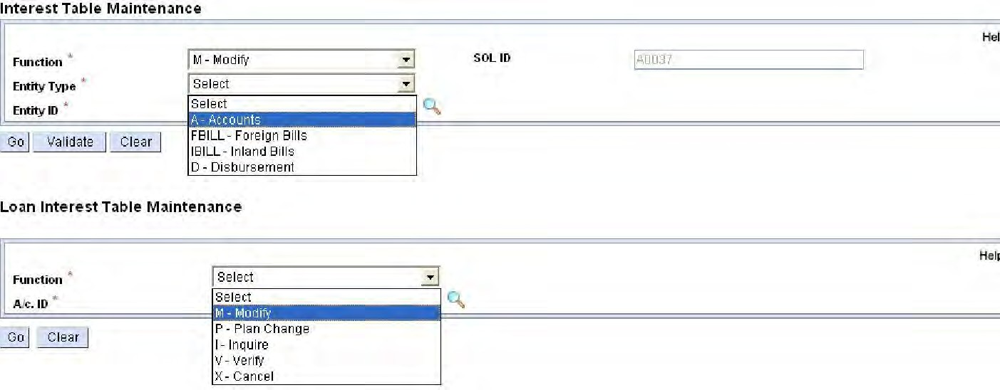 Interest Table Maintenance
Hel
Function * M - Modify SOL ID A0037
Entity Type * Select
Entity ID * Select
A - Accounts
FBILL - Foreign Bills
IBILL - Inland Bills
D - Disbursement
Go Validate Clear
Loan Interest Table Maintenance
Help
Function * Select
A/c. ID * Select
M - Modify
P - Plan Change
I - Inquire
V - Verify
X - Cancel
Go Clear